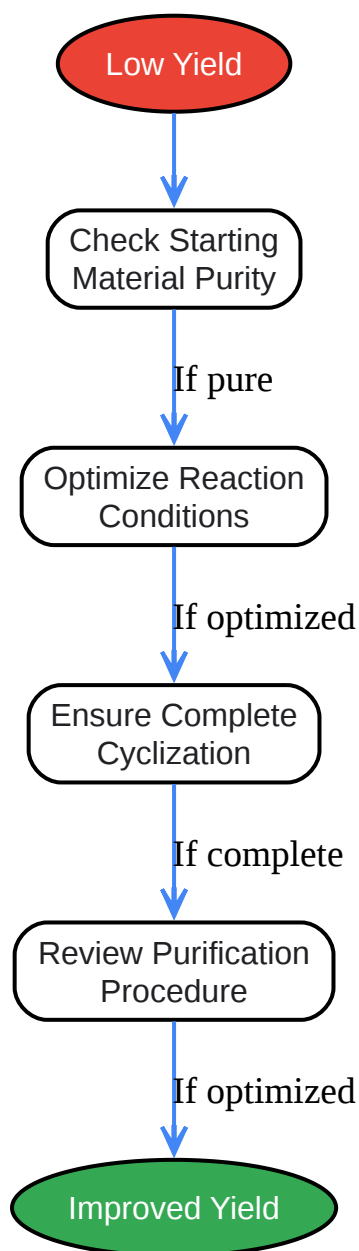 Low Yield
Check Starting
Material Purity
If pure
Optimize Reaction
Conditions
If optimized
Ensure Complete
Cyclization
If complete
Review Purification
Procedure
If optimized
Improved Yield